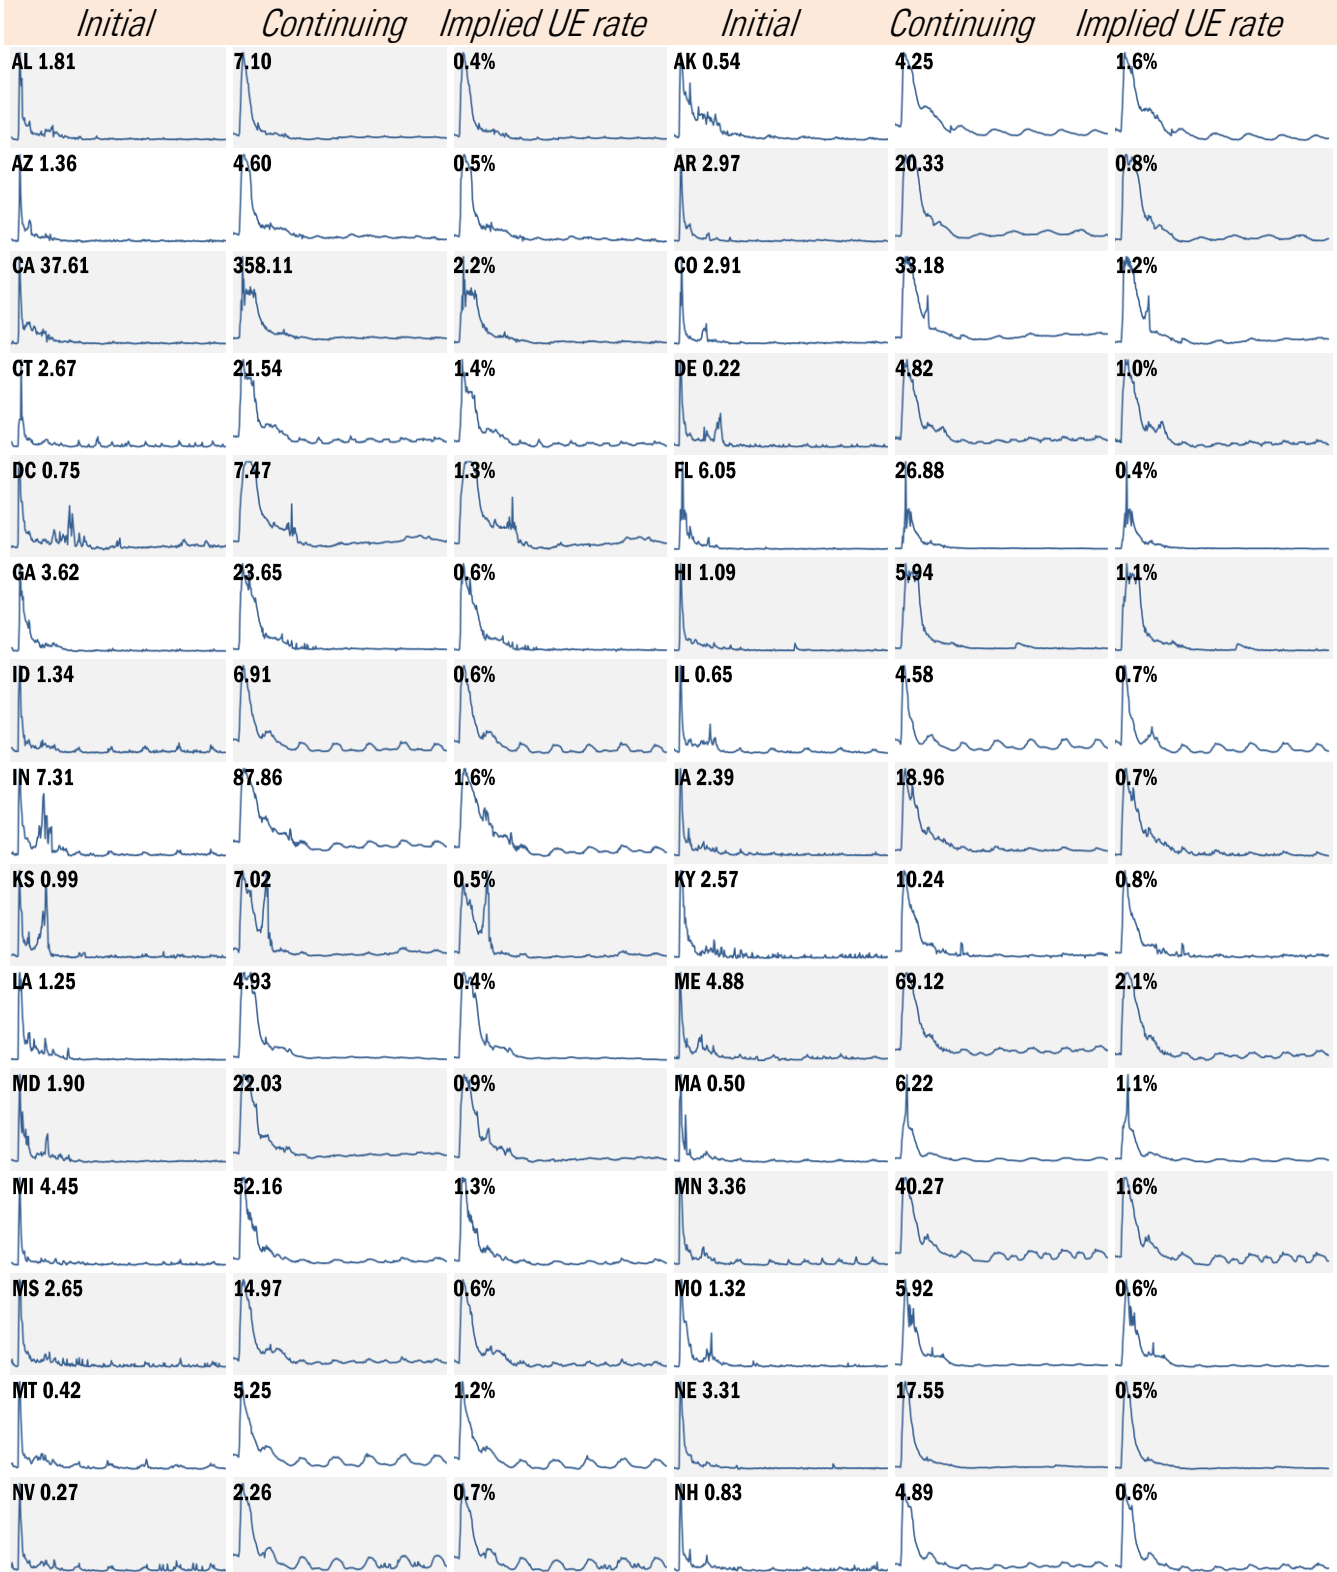 Initial Continuing Implied UE rate Initial Continuing Implied UE rate
AL 1.81 7.10 0.4% AK 0.54 4.25 1.6%
AZ 1.36 4.60 0.5% AR 2.97 20.33 0.8%
CA 37.61 358.11 2.2% CO 2.91 33.18 1.2%
CT 2.67 21.54 1.4% DE 0.22 4.82 1.0%
DC 0.75 7.47 1.3% FL 6.05 26.88 0.4%
GA 3.62 23.65 0.6% HI 1.09 5.94 1.1%
ID 1.34 6.91 0.6% IL 0.65 4.58 0.7%
IN 7.31 87.86 1.6% IA 2.39 18.96 0.7%
KS 0.99 7.02 0.5% KY 2.57 10.24 0.8%
LA 1.25 4.93 0.4% ME 4.88 69.12 2.1%
MD 1.90 22.03 0.9% MA 0.50 6.22 1.1%
MI 4.45 52.16 1.3% MN 3.36 40.27 1.6%
MS 2.65 14.97 0.6% MO 1.32 5.92 0.6%
MT 0.42 5.25 1.2% NE 3.31 17.55 0.5%
NV 0.27 2.26 0.7% NH 0.83 4.89 0.6%